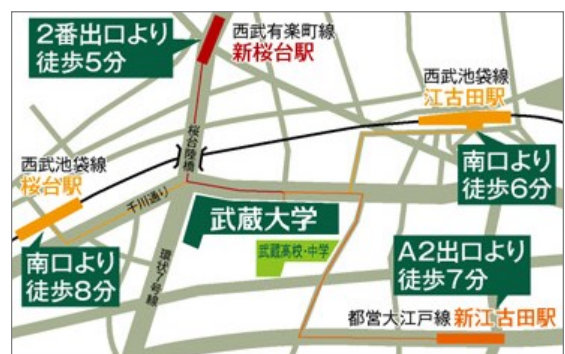 2番出口より
徒歩5分
西武有楽町線
新桜台駅
西武池袋線
江古田駅
南口より
徒歩6分
桜台陸橋
西武池袋線
桜台駅
千川通り
南口より
徒歩8分
武蔵大学
武蔵高校・中学
環状7号線
A2出口より
徒歩7分
都営大江戸線 新江古田駅